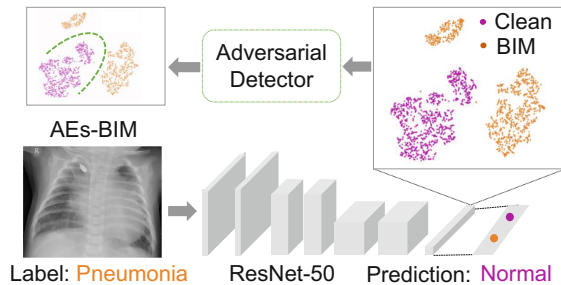 Clean
BIM
Adversarial
Detector
AEs-BIM
R
Label: Pneumonia
ResNet-50
Prediction: Normal